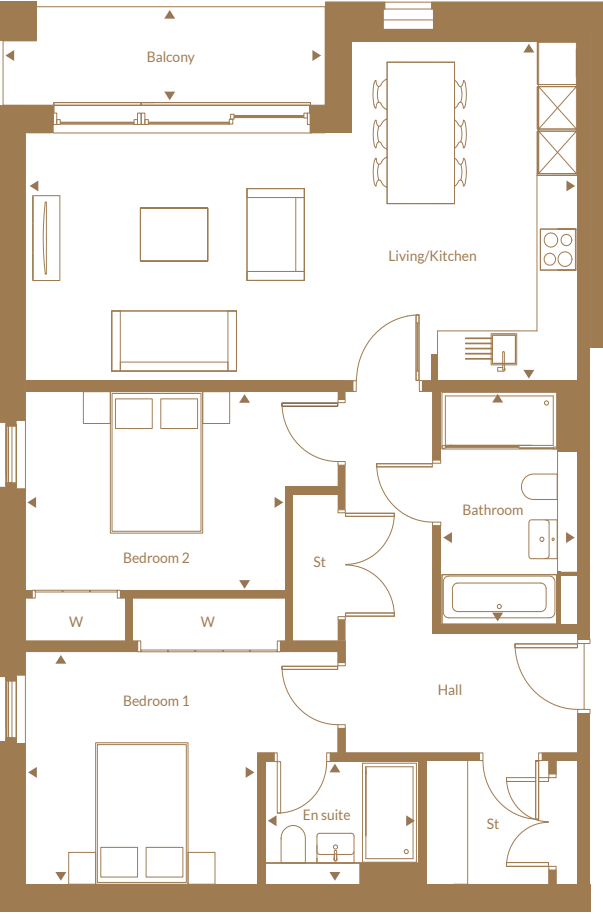 Balcony
Living/Kitchen
Bathroom
Bedroom 2
St
W
W
Hall
Bedroom 1
En suite
St